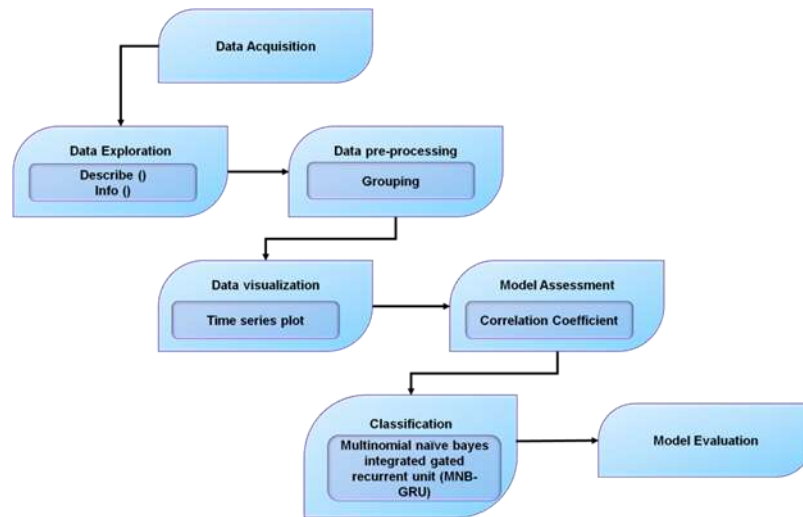 Data Acquisition
Data Exploration
Describe ()
Info ()
Data pre-processing
Grouping
Data visualization
Time series plot
Model Assessment
Correlation Coefficient
Classification
Multinomial naïve bayes
integrated gated
recurrent unit (MNB-
GRU)
Model Evaluation